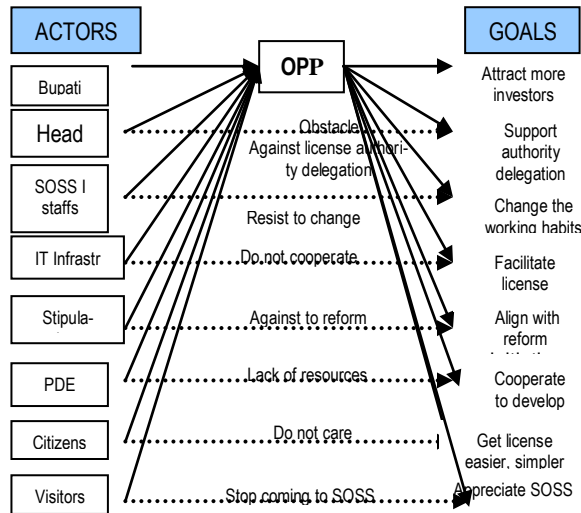 ACTORS
OPP
GOALS
Bupati
Attract more
investors
Head
Obstacle
Against license authori-
ty delegation
Support
authority
delegation
SOSS I
staffs
Resist to change
Change the
working habits
IT Infrastr
Do not cooperate
Facilitate
license
Stipula-
Against to reform
Align with
reform
PDE
Lack of resources
Cooperate
to develop
Citizens
Do not care
Get license
easier, simpler
Visitors
Stop coming to SOSS
Appreciate SOSS